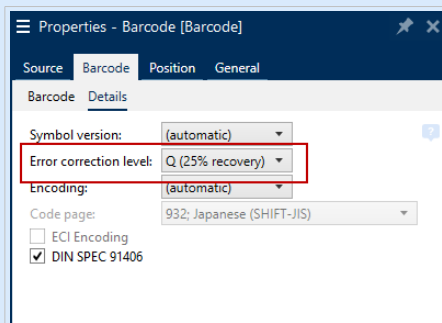 Properties - Barcode [Barcode]
Source Barcode Position General
Barcode Details
Symbol version: (automatic)
Error correction level: Q (25% recovery)
Encoding: (automatic)
Code page: 932; Japanese (SHIFT-JIS)
ECI Encoding
DIN SPEC 91406